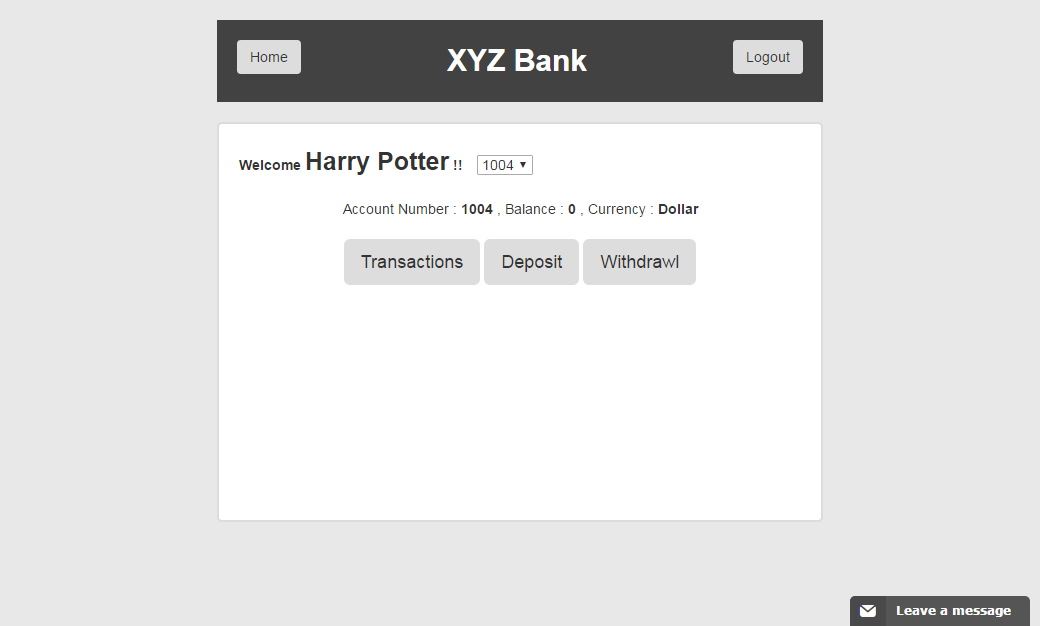 Home XYZ Bank Logout
Welcome Harry Potter !! 1004
Account Number : 1004 , Balance : 0 , Currency : Dollar
Transactions Deposit Withdrawl
Leave a message